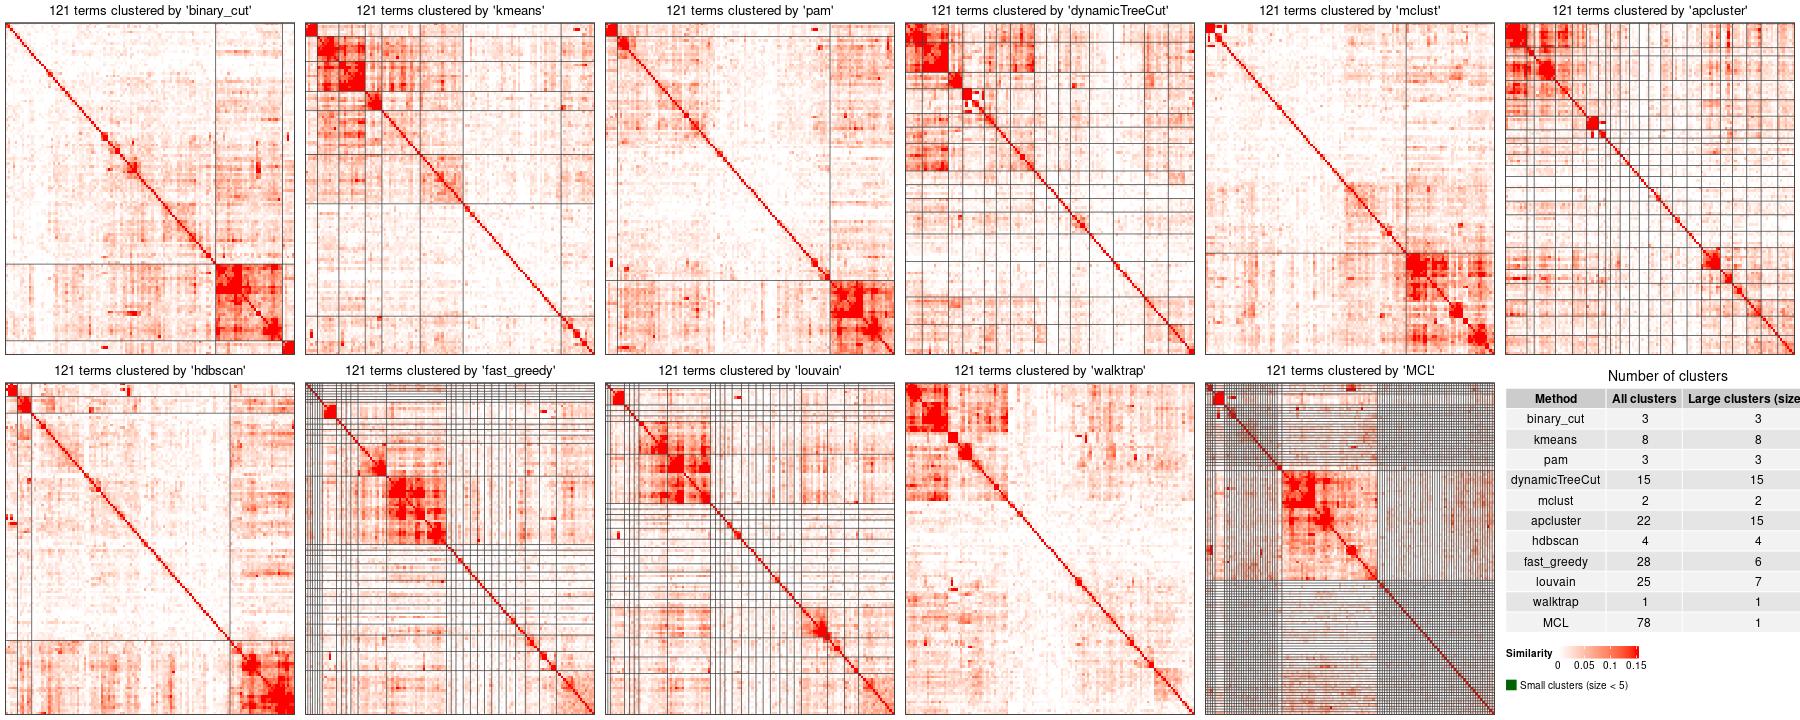 121 terms clustered by 'binary_cut'
121 terms clustered by 'kmeans'
121 terms clustered by 'pam'
121 terms clustered by 'dynamicTreeCut'
121 terms clustered by 'mclust'
121 terms clustered by 'apcluster'
121 terms clustered by 'hdbscan'
121 terms clustered by 'fast_greedy'
121 terms clustered by 'louvain'
121 terms clustered by 'walktrap'
121 terms clustered by 'MCL'
Number of clusters
Method All clusters Large clusters (size
binary_cut 3 3
kmeans 8 8
pam 3 3
dynamicTreeCut 15 15
mclust 2 2
apcluster 22 15
hdbscan 4 4
fast_greedy 28 6
louvain 25 7
walktrap 1 1
MCL 78 1
Similarity
0 0.05 0.1 0.15
Small clusters (size < 5)